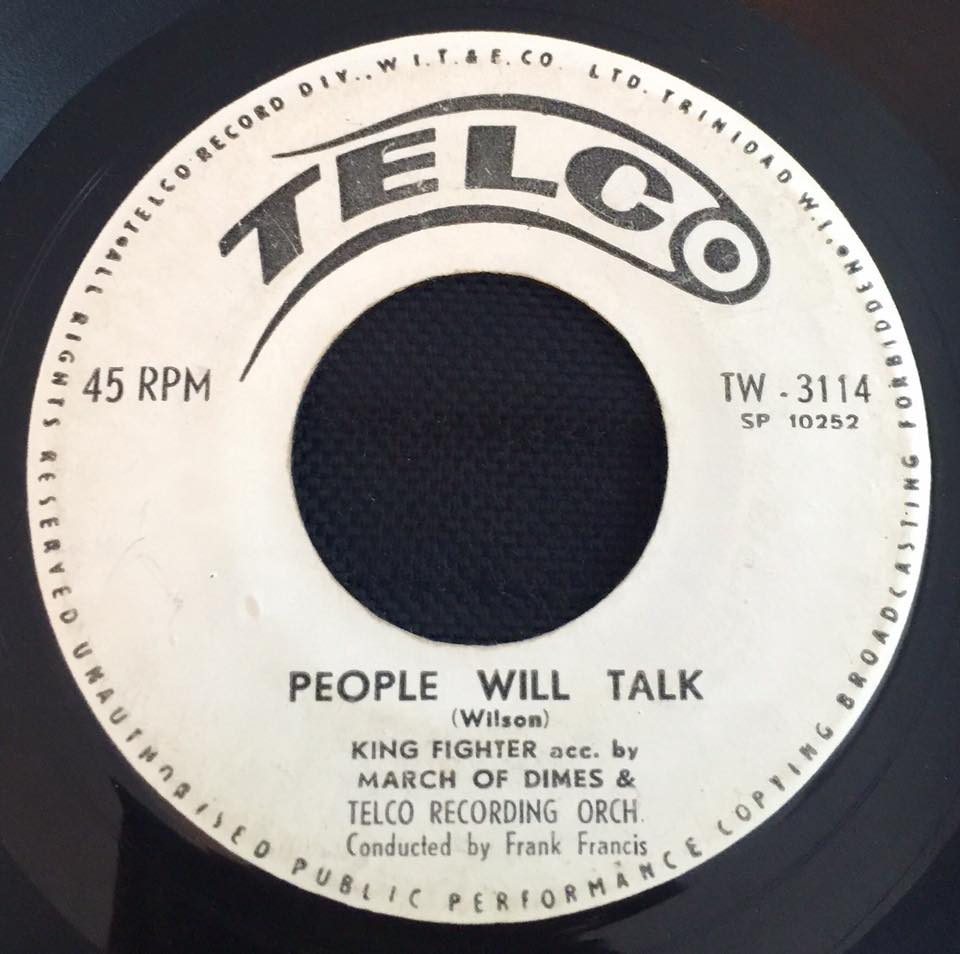 TELCO RECORD DIV., W.I.T. & E. CO. LTD. TRINIDAD W.I. • ALL RIGHTS RESERVED UNAUTHORISED PUBLIC PERFORMANCE COPYING BROADCASTING FORBIDDEN •
TELCO
45 RPM
TW - 3114
SP 10252
PEOPLE WILL TALK
(Wilson)
KING FIGHTER acc. by
MARCH OF DIMES &
TELCO RECORDING ORCH.
Conducted by Frank Francis